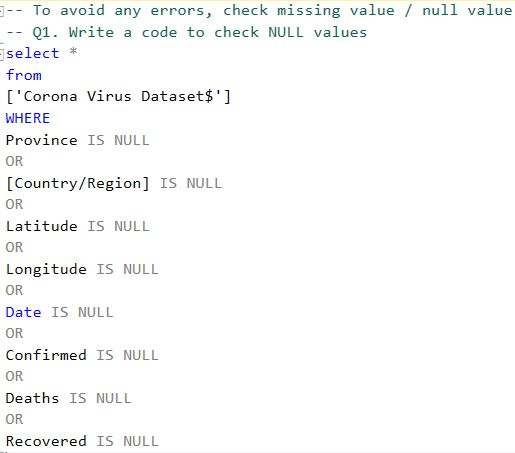 -- To avoid any errors, check missing value / null value
-- Q1. Write a code to check NULL values
select *
from
['Corona Virus Dataset$']
WHERE
Province IS NULL
OR
[Country/Region] IS NULL
OR
Latitude IS NULL
OR
Longitude IS NULL
OR
Date IS NULL
OR
Confirmed IS NULL
OR
Deaths IS NULL
OR
Recovered IS NULL